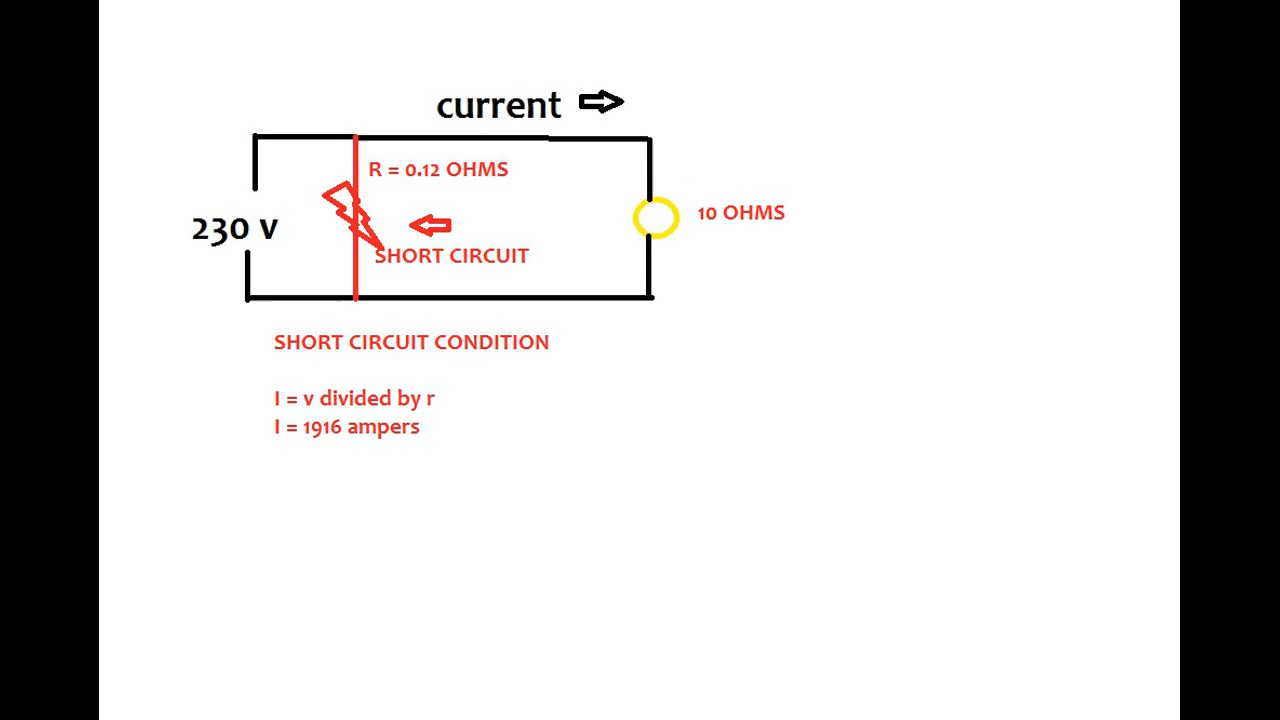 current
R = 0.12 OHMS
230 v
10 OHMS
SHORT CIRCUIT
SHORT CIRCUIT CONDITION
I = v divided by r
I = 1916 ampers